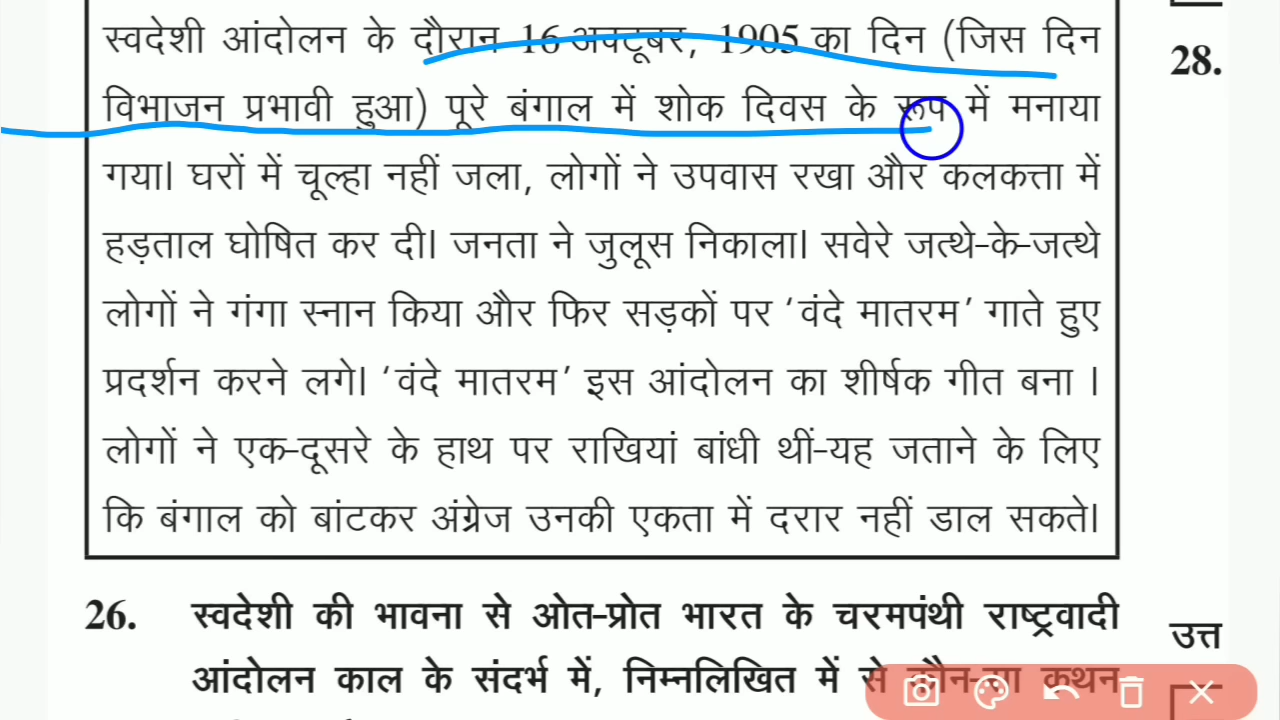 स्वदेशी आंदोलन के दौरान 16 अक्टूबर, 1905 का दिन (जिस दिन
विभाजन प्रभावी हुआ) पूरे बंगाल में शोक दिवस के रूप में मनाया
गया। घरों में चूल्हा नहीं जला, लोगों ने उपवास रखा और कलकत्ता में
हड़ताल घोषित कर दी। जनता ने जुलूस निकाला। सवेरे जत्थे-के-जत्थे
लोगों ने गंगा स्नान किया और फिर सड़कों पर ‘वंदे मातरम’ गाते हुए
प्रदर्शन करने लगे। ‘वंदे मातरम’ इस आंदोलन का शीर्षक गीत बना ।
लोगों ने एक-दूसरे के हाथ पर राखियां बांधी थीं-यह जताने के लिए
कि बंगाल को बांटकर अंग्रेज उनकी एकता में दरार नहीं डाल सकते।
26. स्वदेशी की भावना से ओत-प्रोत भारत के चरमपंथी राष्ट्रवादी
आंदोलन काल के संदर्भ में, निम्नलिखित में से कौन-सा कथन
28.
उत्त